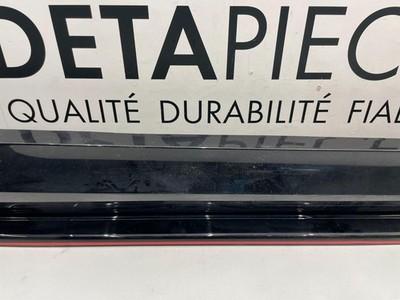 DETAPIEC
QUALITÉ DURABILITÉ FIAB